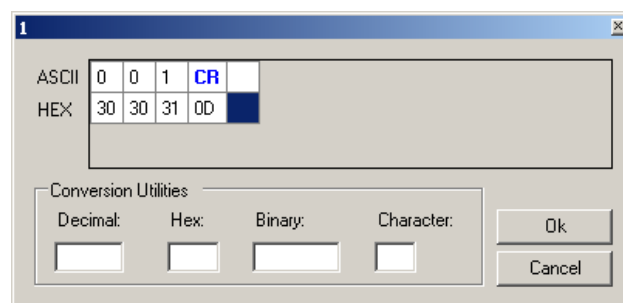 1
ASCII 0 0 1 CR
HEX 30 30 31 0D
Conversion Utilities
Decimal: Hex: Binary: Character:
Ok
Cancel